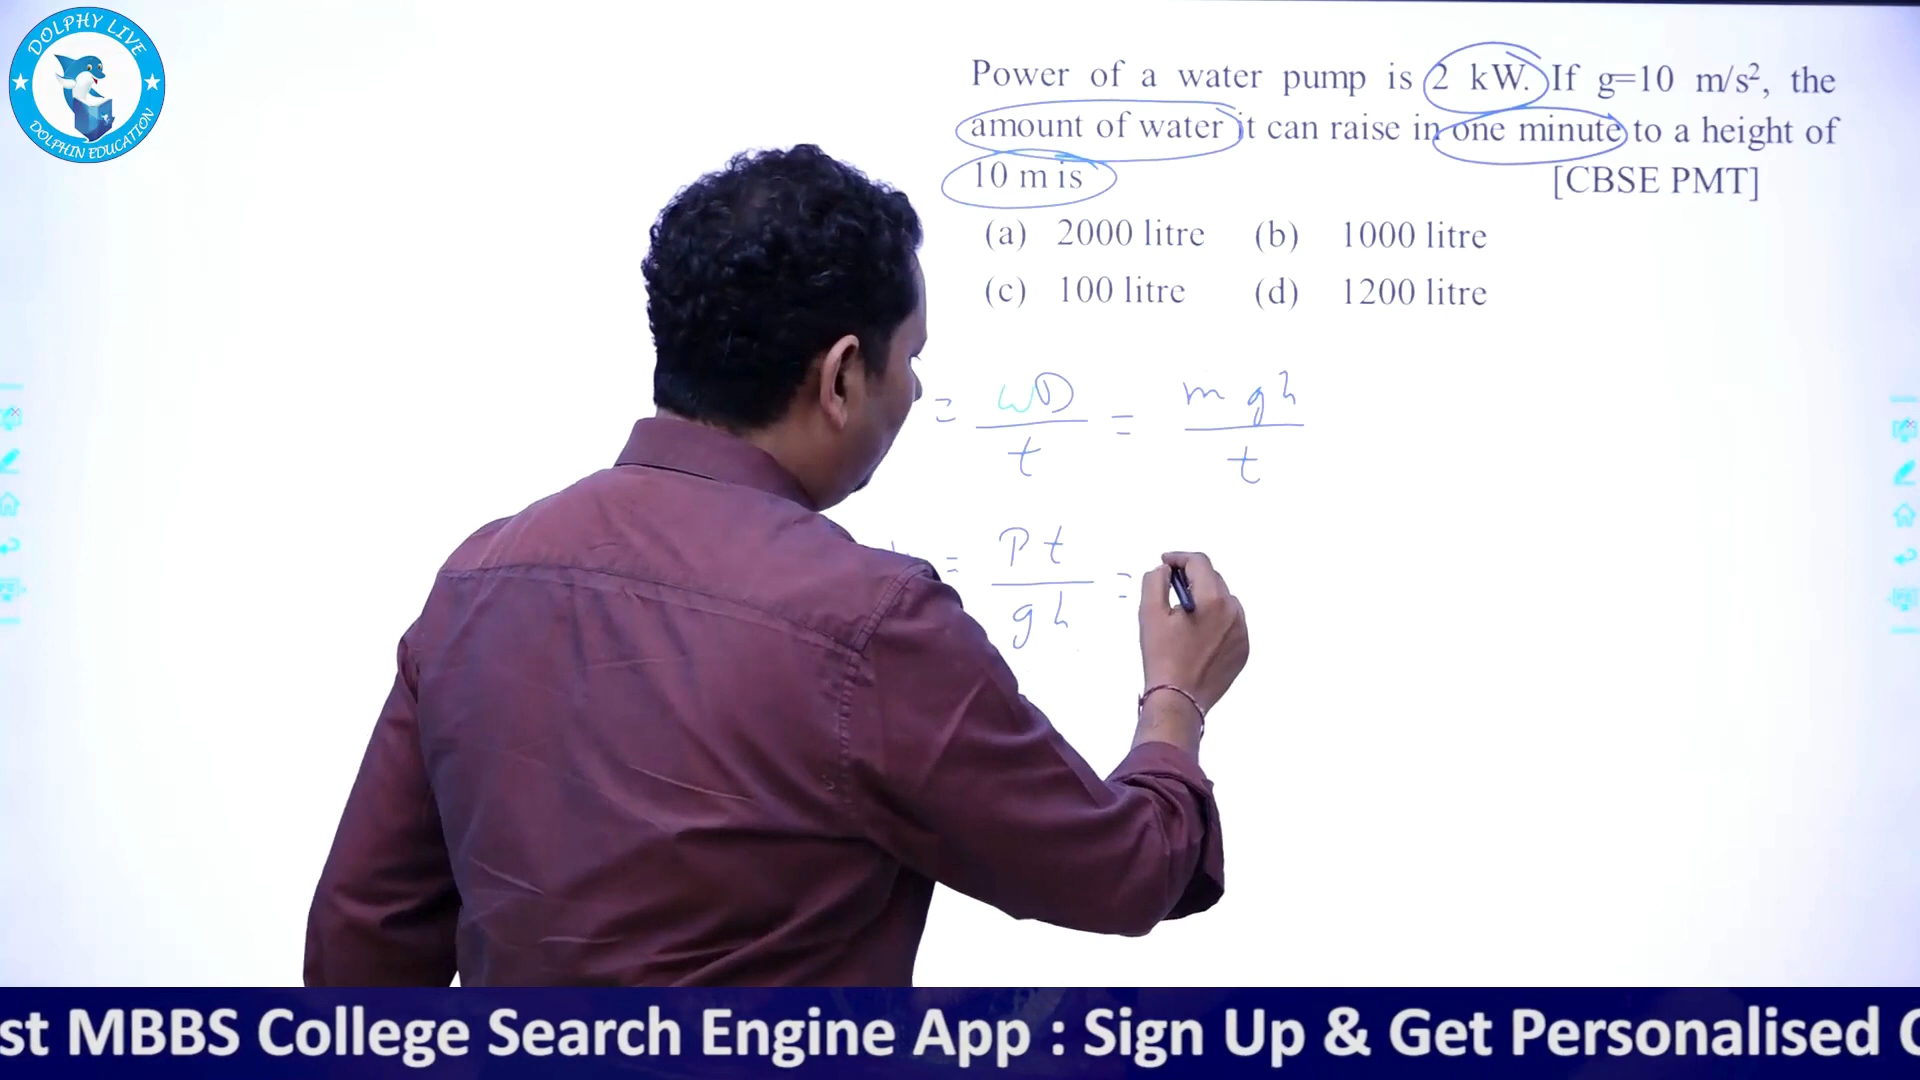 DOLPHY LIVE
DOLPHIN EDUCATION
Power of a water pump is 2 kW. If g=10 m/s², the
amount of water it can raise in one minute to a height of
10 m is [CBSE PMT]
(a) 2000 litre (b) 1000 litre
(c) 100 litre (d) 1200 litre
= WD/t = mgh/t
= Pt/gh =
st MBBS College Search Engine App : Sign Up & Get Personalised C